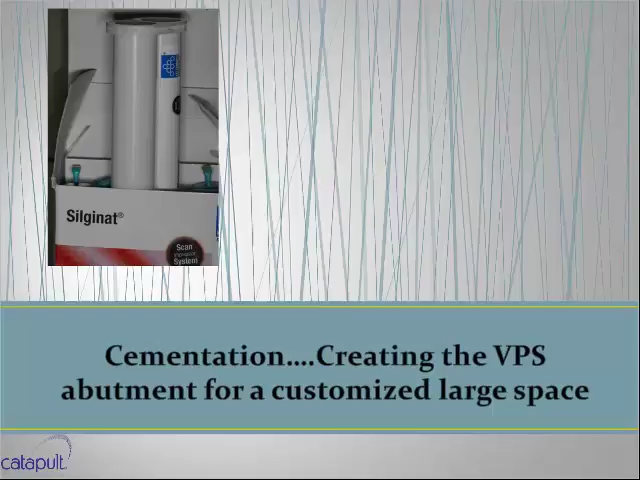 Silginat®
Scan
System
Cementation....Creating the VPS
abutment for a customized large space
catapult.